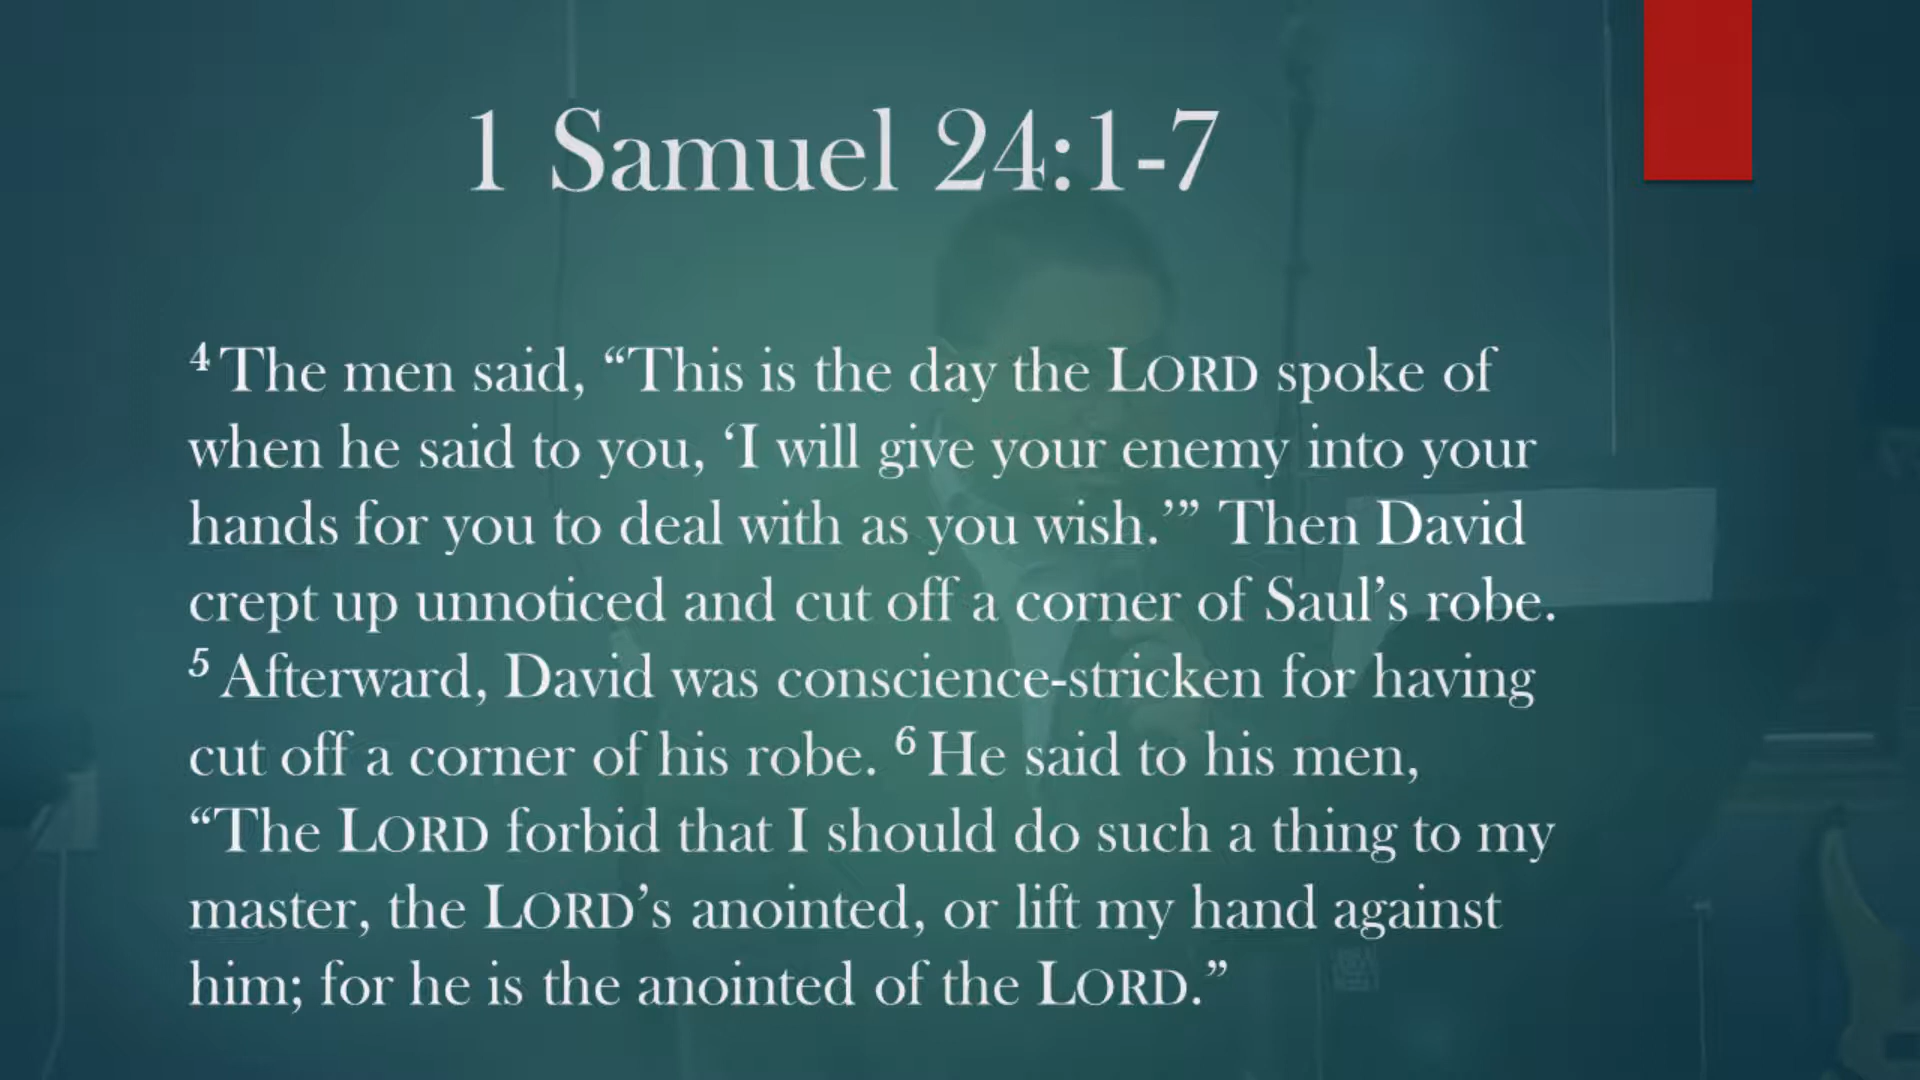 1 Samuel 24:1-7
4 The men said, “This is the day the LORD spoke of
when he said to you, ‘I will give your enemy into your
hands for you to deal with as you wish.’” Then David
crept up unnoticed and cut off a corner of Saul’s robe.
5 Afterward, David was conscience-stricken for having
cut off a corner of his robe. 6 He said to his men,
“The LORD forbid that I should do such a thing to my
master, the LORD’s anointed, or lift my hand against
him; for he is the anointed of the LORD.”